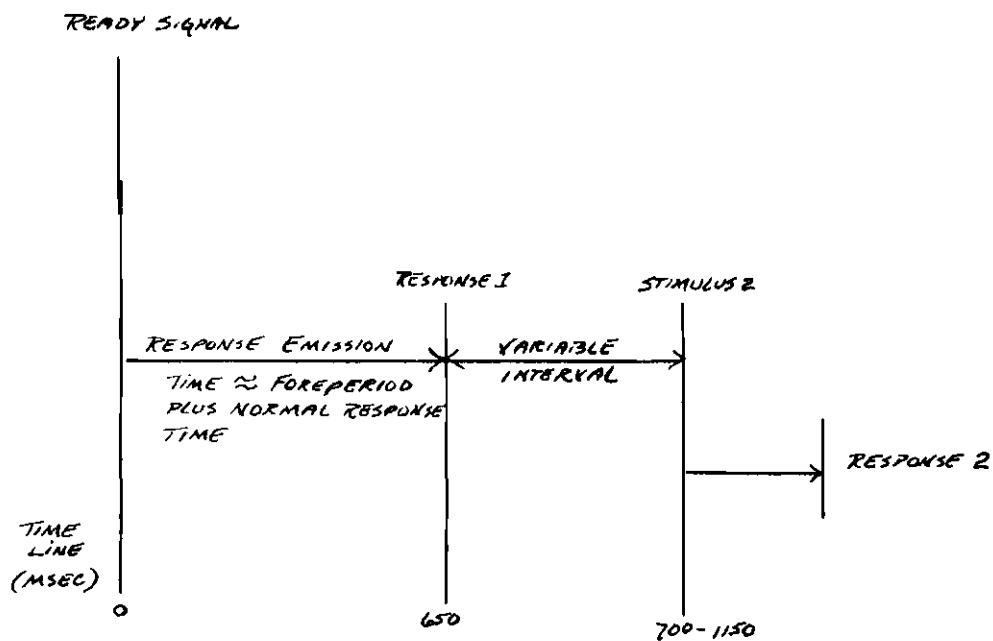 READY SIGNAL
RESPONSE 1
STIMULUS 2
RESPONSE EMISSION
TIME ≈ FOREPERIOD
PLUS NORMAL RESPONSE
TIME
VARIABLE
INTERVAL
RESPONSE 2
TIME
LINE
(MSEC)
0
650
700-1150